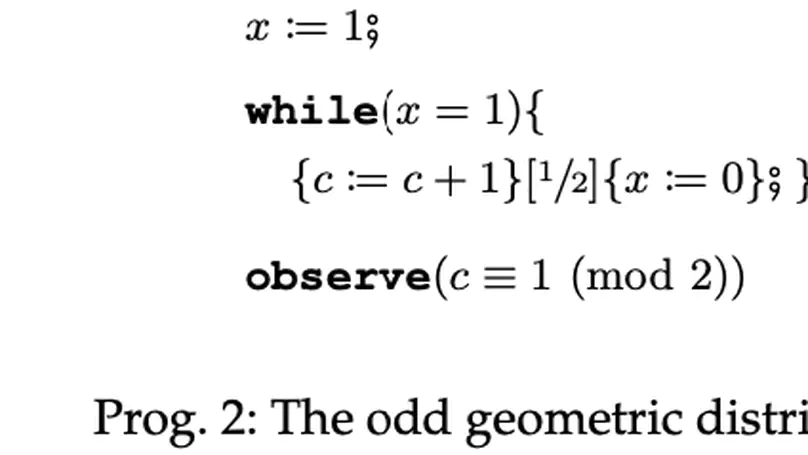 x := 1⨟
while(x = 1){
{c := c + 1}[1/2]{x := 0}⨟ }
observe(c ≡ 1 (mod 2))
Prog. 2: The odd geometric distri